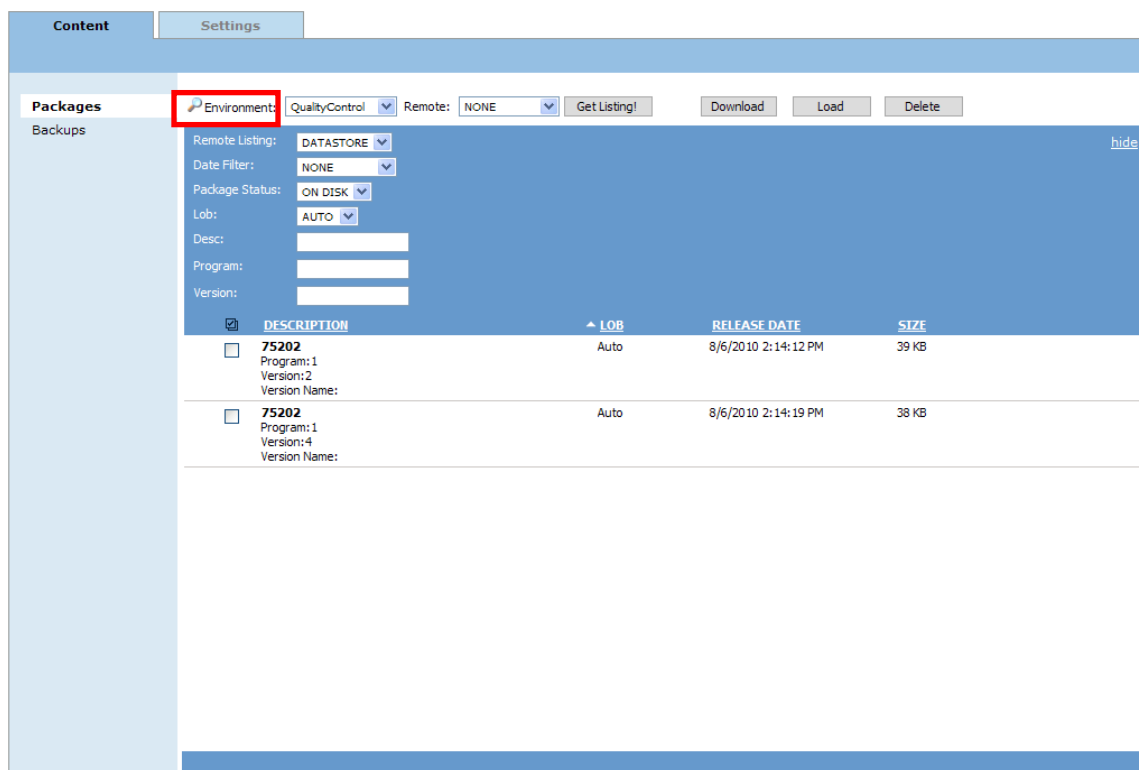 Content Settings
Packages
Backups
Environment: QualityControl Remote: NONE Get Listing! Download Load Delete
Remote Listing: DATASTORE hide
Date Filter: NONE
Package Status: ON DISK
Lob: AUTO
Desc:
Program:
Version:
DESCRIPTION LOB RELEASE DATE SIZE
75202 Auto 8/6/2010 2:14:12 PM 39 KB
Program:1
Version:2
Version Name:
75202 Auto 8/6/2010 2:14:19 PM 38 KB
Program:1
Version:4
Version Name: